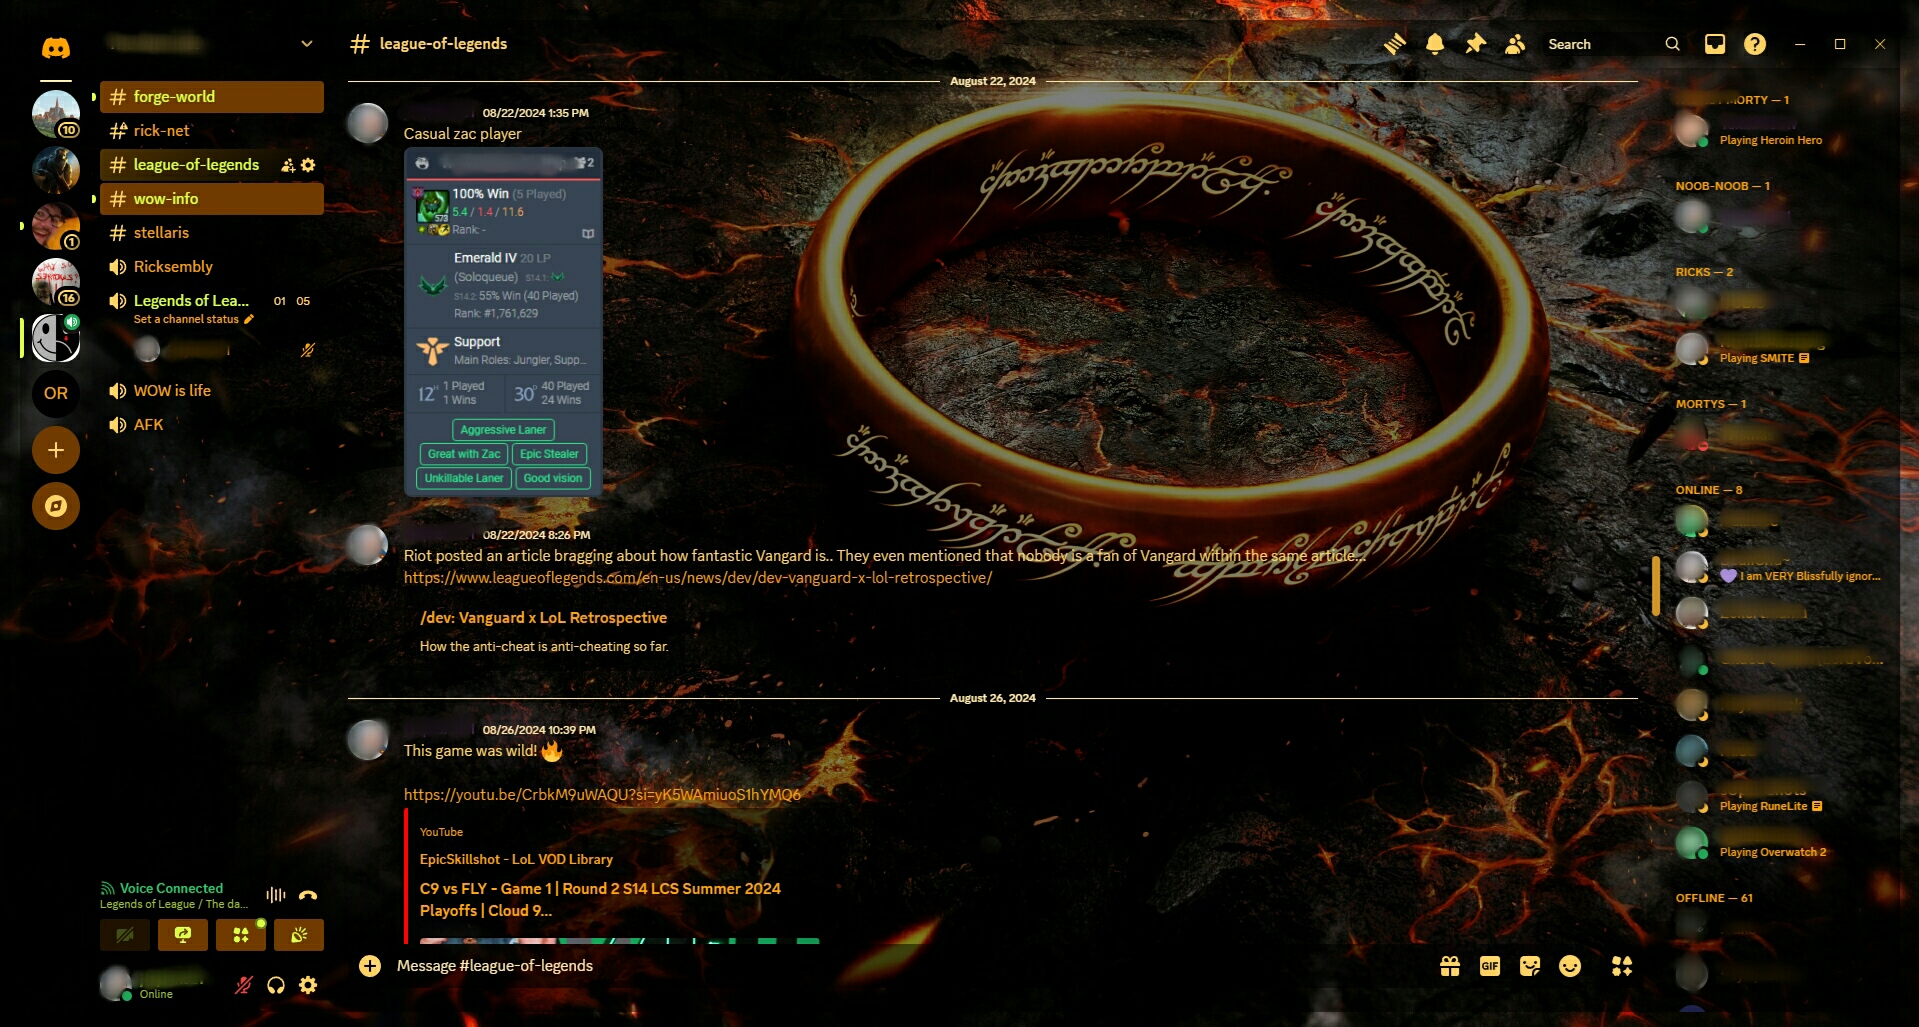 league-of-legends
Search
10
1
16
OR
forge-world
rick-net
league-of-legends
wow-info
stellaris
Ricksembly
Legends of Lea...
01 05
Set a channel status
WOW is life
AFK
Voice Connected
Legends of League / The da...
Online
August 22, 2024
08/22/2024 1:35 PM
Casual zac player
2
100% Win (5 Played)
573
5.4 / 1.4 / 11.6
Rank: -
Emerald IV 20 LP
(Soloqueue) S14.1:
S14.2: 55% Win (40 Played)
Rank: #1,761,629
Support
Main Roles: Jungler, Supp...
12H 1 Played
1 Wins
30D 40 Played
24 Wins
Aggressive Laner
Great with Zac
Epic Stealer
Unkillable Laner
Good vision
08/22/2024 8:26 PM
Riot posted an article bragging about how fantastic Vangard is.. They even mentioned that nobody is a fan of Vangard within the same article...
https://www.leagueoflegends.com/en-us/news/dev/dev-vanguard-x-lol-retrospective/
/dev: Vanguard x LoL Retrospective
How the anti-cheat is anti-cheating so far.
August 26, 2024
08/26/2024 10:39 PM
This game was wild! 🔥
https://youtu.be/CrbkM9uWAQU?si=yK5WAmiuoS1hYMQ6
YouTube
EpicSkillshot - LoL VOD Library
C9 vs FLY - Game 1 | Round 2 S14 LCS Summer 2024
Playoffs | Cloud 9...
Message #league-of-legends
GIF
MORTY — 1
Playing Heroin Hero
NOOB-NOOB — 1
RICKS — 2
Playing SMITE
MORTYS — 1
ONLINE — 8
💜 I am VERY Blissfully ignor...
Playing RuneLite
Playing Overwatch 2
OFFLINE — 61